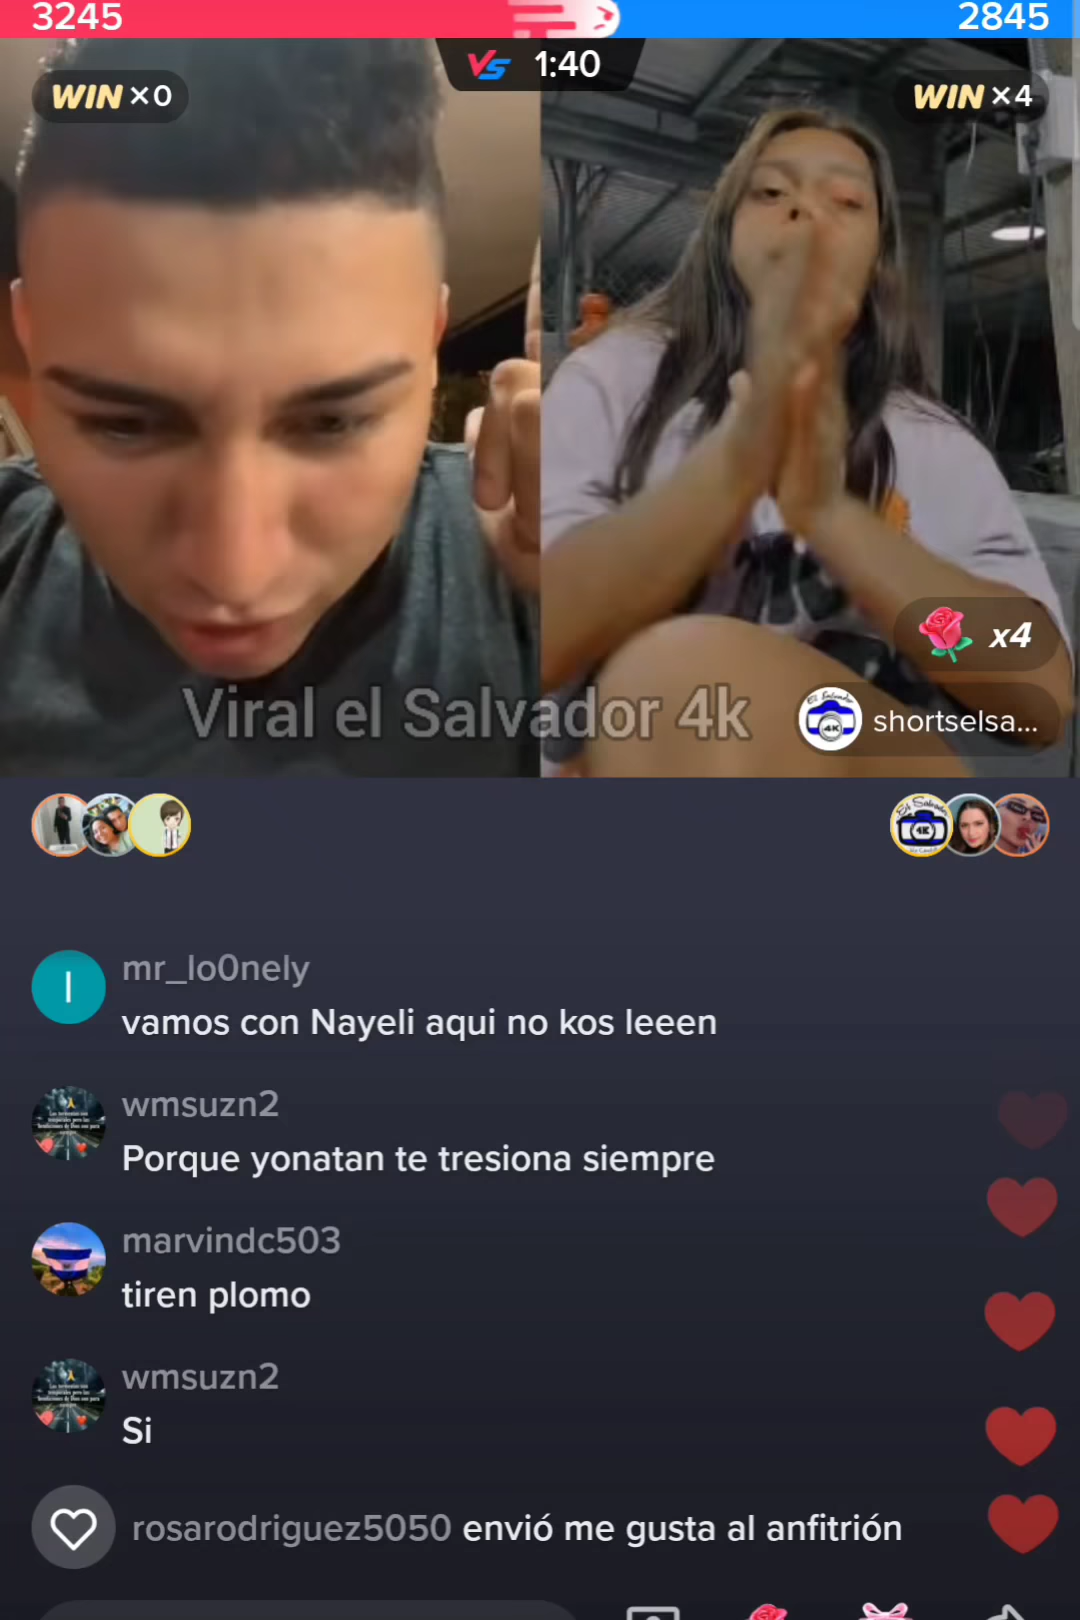 3245
2845
VS 1:40
WIN ×0
WIN ×4
x4
Viral el Salvador 4k
shortselsa...
mr_lo0nely
vamos con Nayeli aqui no kos leeen
wmsuzn2
Porque yonatan te tresiona siempre
marvindc503
tiren plomo
wmsuzn2
Si
rosarodriguez5050 envió me gusta al anfitrión